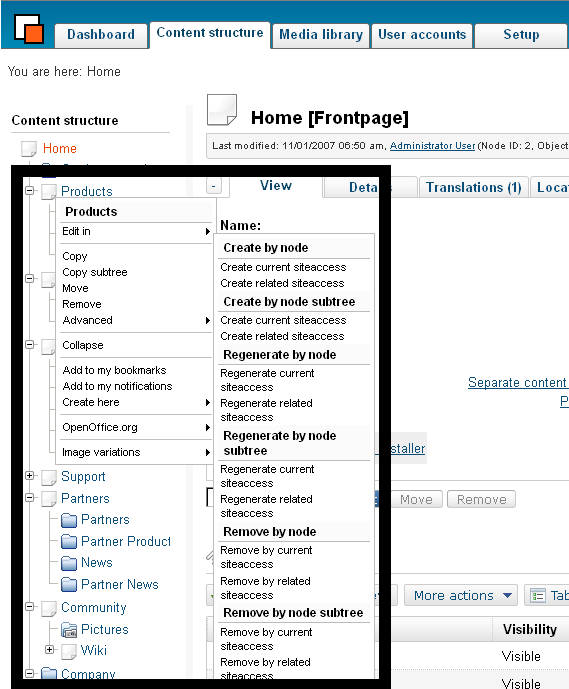 Dashboard
Content structure
Media library
User accounts
Setup
You are here: Home
Content structure
Home
Home [Frontpage]
Last modified: 11/01/2007 06:50 am, Administrator User (Node ID: 2, Object
Products
-
View
Translations (1)
Products
Name:
Edit in
Copy
Copy subtree
Move
Remove
Advanced
Collapse
Add to my bookmarks
Add to my notifications
Create here
OpenOffice.org
Image variations
Create by node
Create current siteaccess
Create related siteaccess
Create by node subtree
Create current siteaccess
Create related siteaccess
Regenerate by node
Regenerate current
siteaccess
Regenerate related
siteaccess
Regenerate by node
subtree
Regenerate current
siteaccess
Regenerate related
siteaccess
Remove by node
Remove by current
siteaccess
Remove by related
siteaccess
Remove by node subtree
Remove by current
siteaccess
Remove by related
siteaccess
Separate content
Support
Partners
Partners
Partner Product
News
Partner News
Community
Pictures
Wiki
Company
Move
Remove
More actions
Visibility
Visible
Visible